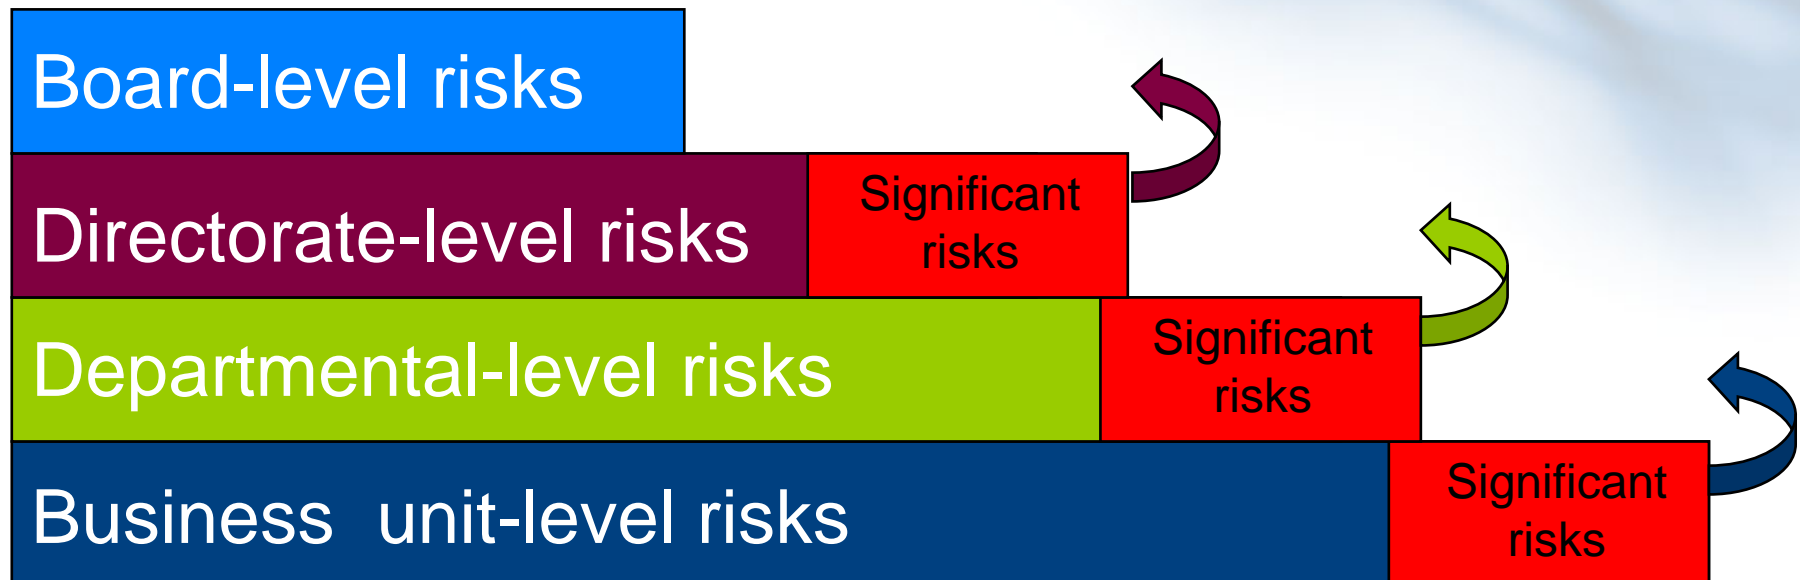 Board-level risks
Directorate-level risks
Significant
risks
Departmental-level risks
Significant
risks
Business  unit-level risks
Significant
risks